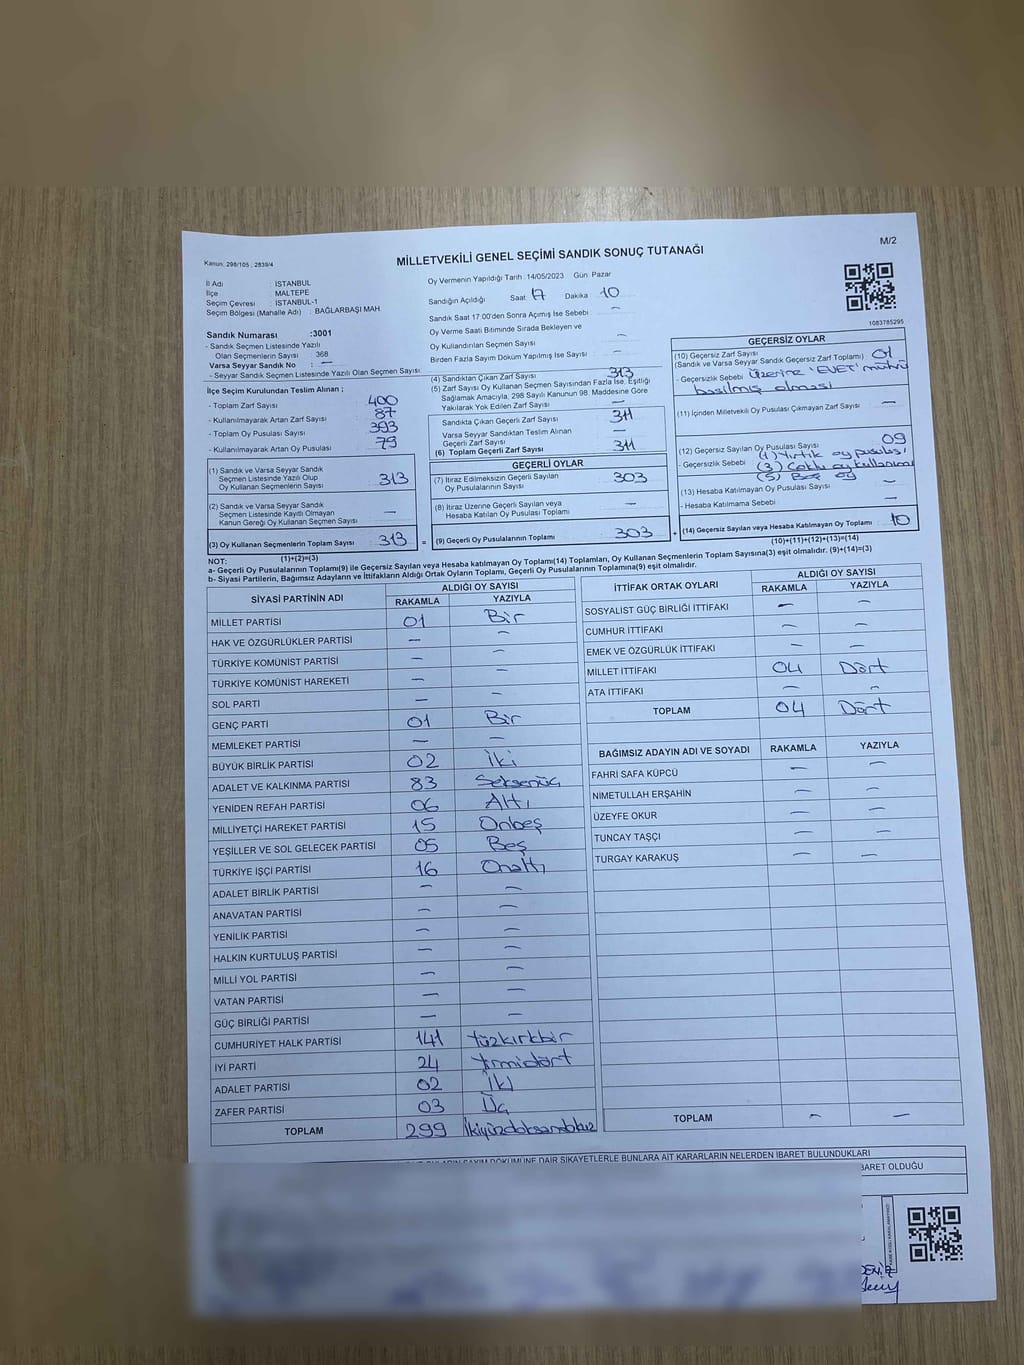 M/2
Kanun, 298/105 ; 2839/4
MİLLETVEKİLİ GENEL SEÇİMİ SANDIK SONUÇ TUTANAĞI
İl Adı : İSTANBUL
İlçe : MALTEPE
Seçim Çevresi : İSTANBUL-1
Seçim Bölgesi (Mahalle Adı) : BAĞLARBAŞI MAH.
Sandık Numarası :3001
- Sandık Seçmen Listesinde Yazılı
Olan Seçmenlerin Sayısı 368
Varsa Seyyar Sandık No : —
- Seyyar Sandık Seçmen Listesinde Yazılı Olan Seçmen Sayısı
Oy Vermenin Yapıldığı Tarih : 14/05/2023 Gün: Pazar
Sandığın Açıldığı Saat 17 Dakika 10
Sandık Saat 17:00'den Sonra Açımış İse Sebebi —
Oy Verme Saati Bitiminde Sırada Bekleyen ve
Oy Kullandırılan Seçmen Sayısı —
Birden Fazla Sayım Döküm Yapılmış İse Sayısı —
1083785295
İlçe Seçim Kurulundan Teslim Alınan ;
- Toplam Zarf Sayısı 400
- Kullanılmayarak Artan Zarf Sayısı 87
- Toplam Oy Pusulası Sayısı 393
- Kullanılmayarak Artan Oy Pusulası 79
(1) Sandık ve Varsa Seyyar Sandık
Seçmen Listesinde Yazılı Olup
Oy Kullanan Seçmenlerin Sayısı 313
(2) Sandık ve Varsa Seyyar Sandık
Seçmen Listesinde Kayıtlı Olmayan
Kanun Gereği Oy Kullanan Seçmen Sayısı —
(3) Oy Kullanan Seçmenlerin Toplam Sayısı 313 =
(1)+(2)=(3)
(4) Sandıktan Çıkan Zarf Sayısı 313
(5) Zarf Sayısı Oy Kullanan Seçmen Sayısından Fazla İse, Eşitliği
Sağlamak Amacıyla, 298 Sayılı Kanunun 98. Maddesine Göre
Yakılarak Yok Edilen Zarf Sayısı —
Sandıkta Çıkan Geçerli Zarf Sayısı 311
Varsa Seyyar Sandıktan Teslim Alınan
Geçerli Zarf Sayısı —
(6) Toplam Geçerli Zarf Sayısı 311
GEÇERLİ OYLAR
(7) İtiraz Edilmeksizin Geçerli Sayılan
Oy Pusulalarının Sayısı 303
(8) İtiraz Üzerine Geçerli Sayılan veya
Hesaba Katılan Oy Pusulası Toplamı —
(9) Geçerli Oy Pusulalarının Toplamı 303 +
GEÇERSİZ OYLAR
(10) Geçersiz Zarf Sayısı
(Sandık ve Varsa Seyyar Sandık Geçersiz Zarf Toplamı) 01
- Geçersizlik Sebebi Üzerine 'EVET' mührü
basılmış olması
(11) İçinden Milletvekili Oy Pusulası Çıkmayan Zarf Sayısı —
(12) Geçersiz Sayılan Oy Pusulası Sayısı 09
- Geçersizlik Sebebi (1) Yırtık oy pusulası
(3) Çoklu oy kullanımı
(5) Boş oy
(13) Hesaba Katılmayan Oy Pusulası Sayısı —
- Hesaba Katılmama Sebebi —
(14) Geçersiz Sayılan veya Hesaba Katılmayan Oy Toplamı 10
(10)+(11)+(12)+(13)=(14)
NOT:
a- Geçerli Oy Pusulalarının Toplamı(9) ile Geçersiz Sayılan veya Hesaba katılmayan Oy Toplamı(14) Toplamları, Oy Kullanan Seçmenlerin Toplam Sayısına(3) eşit olmalıdır. (9)+(14)=(3)
b- Siyasi Partilerin, Bağımsız Adayların ve İttifakların Aldığı Ortak Oyların Toplamı, Geçerli Oy Pusulalarının Toplamına(9) eşit olmalıdır.
SİYASİ PARTİNİN ADI ALDIĞI OY SAYISI
RAKAMLA YAZIYLA
MİLLET PARTİSİ 01 Bir
HAK VE ÖZGÜRLÜKLER PARTİSİ — —
TÜRKİYE KOMÜNİST PARTİSİ — —
TÜRKİYE KOMÜNİST HAREKETİ — —
SOL PARTİ — —
GENÇ PARTİ 01 Bir
MEMLEKET PARTİSİ — —
BÜYÜK BİRLİK PARTİSİ 02 İki
ADALET VE KALKINMA PARTİSİ 83 Seksenüç
YENİDEN REFAH PARTİSİ 06 Altı
MİLLİYETÇİ HAREKET PARTİSİ 15 Onbeş
YEŞİLLER VE SOL GELECEK PARTİSİ 05 Beş
TÜRKİYE İŞÇİ PARTİSİ 16 Onaltı
ADALET BİRLİK PARTİSİ — —
ANAVATAN PARTİSİ — —
YENİLİK PARTİSİ — —
HALKIN KURTULUŞ PARTİSİ — —
MİLLİ YOL PARTİSİ — —
VATAN PARTİSİ — —
GÜÇ BİRLİĞİ PARTİSİ — —
CUMHURİYET HALK PARTİSİ 141 Yüzkırkbir
İYİ PARTİ 24 Yirmidört
ADALET PARTİSİ 02 İki
ZAFER PARTİSİ 03 Üç
TOPLAM 299 İkiyüzdoksandokuz
İTTİFAK ORTAK OYLARI ALDIĞI OY SAYISI
RAKAMLA YAZIYLA
SOSYALİST GÜÇ BİRLİĞİ İTTİFAKI — —
CUMHUR İTTİFAKI — —
EMEK VE ÖZGÜRLÜK İTTİFAKI — —
MİLLET İTTİFAKI 04 Dört
ATA İTTİFAKI — —
TOPLAM 04 Dört
BAĞIMSIZ ADAYIN ADI VE SOYADI RAKAMLA YAZIYLA
FAHRİ SAFA KÜPCÜ — —
NİMETULLAH ERŞAHİN — —
ÜZEYFE OKUR — —
TUNCAY TAŞÇI — —
TURGAY KARAKUŞ — —
TOPLAM — —
SAYIM DÖKÜMÜNE DAİR ŞİKAYETLERLE BUNLARA AİT KARARLARIN NELERDEN İBARET BULUNDUKLARI
BARET OLDUĞU